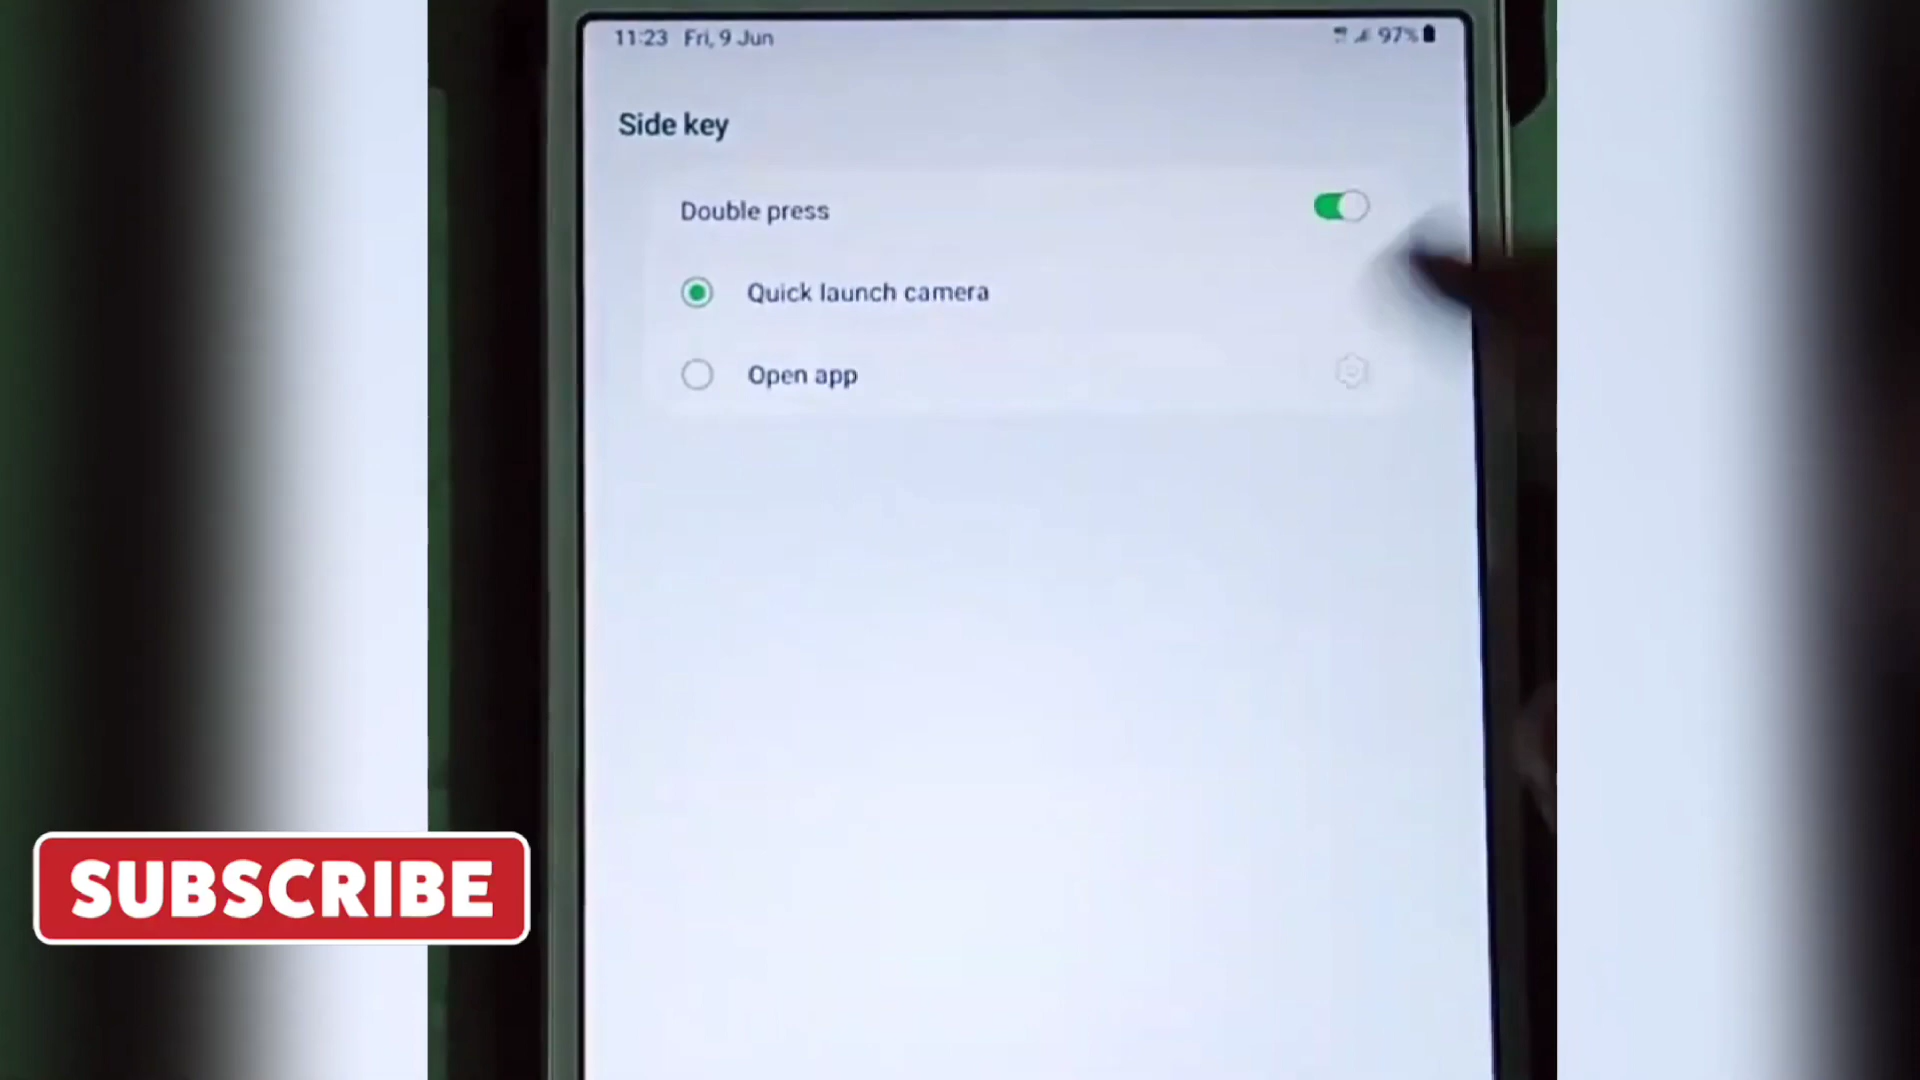 11:23 Fri, 9 Jun
97%
Side key
Double press
Quick launch camera
Open app
SUBSCRIBE